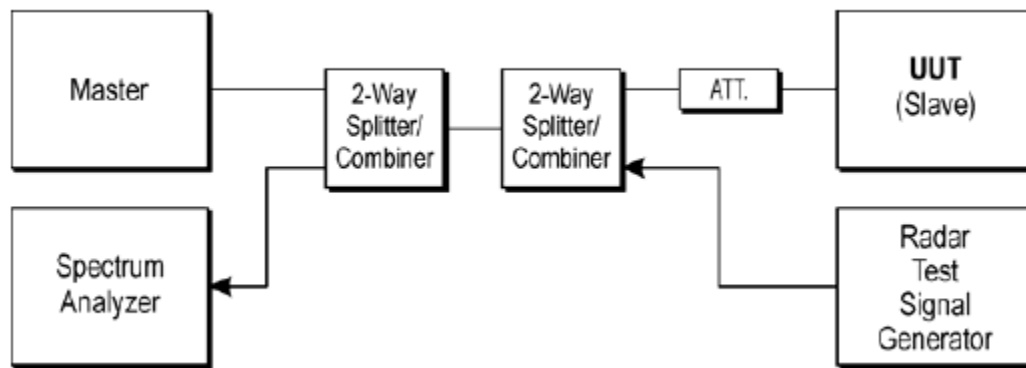 Master
2-Way
Splitter/
Combiner
2-Way
Splitter/
Combiner
ATT.
UUT
(Slave)
Spectrum
Analyzer
Radar
Test
Signal
Generator